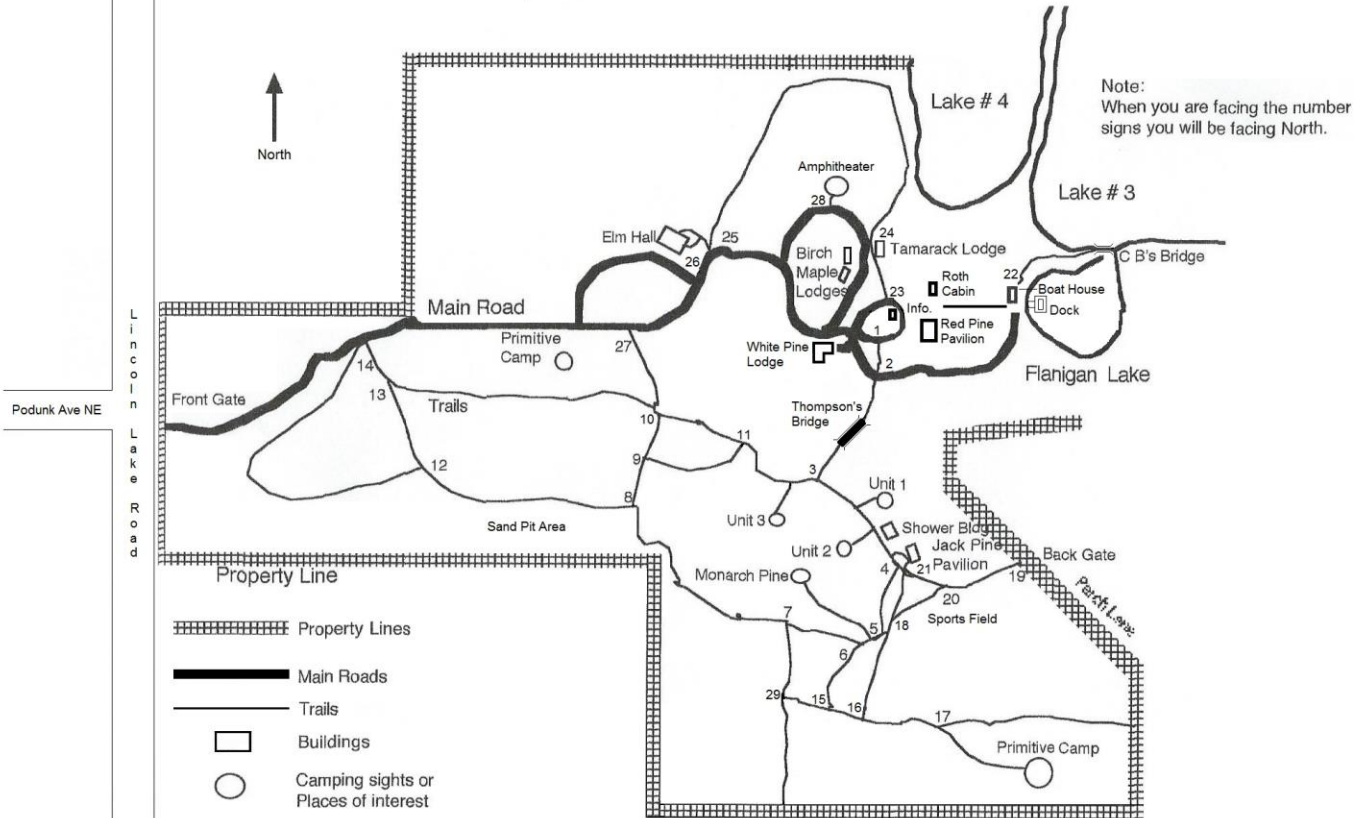 Note:
When you are facing the number
signs you will be facing North.
North
Lake # 4
Lake # 3
Amphitheater
28
Elm Hall
25
26
24
Birch
Maple
Lodges
Tamarack Lodge
C B's Bridge
Roth
Cabin
22
Boat House
Dock
23
Info.
Red Pine
Pavilion
Main Road
Primitive
Camp
27
White Pine
Lodge
1
2
Flanigan Lake
Lincoln Lake Road
Podunk Ave NE
Front Gate
14
13
Trails
Thompson's
Bridge
10
11
12
9
8
3
Unit 1
Unit 3
Sand Pit Area
Shower Bldg
Unit 2
Jack Pine
Pavilion
Back Gate
4
21
19
Monarch Pine
20
Perch Lane
7
5
18
Sports Field
6
29
15
16
17
Primitive Camp
Property Line
Property Lines
Main Roads
Trails
Buildings
Camping sights or
Places of interest